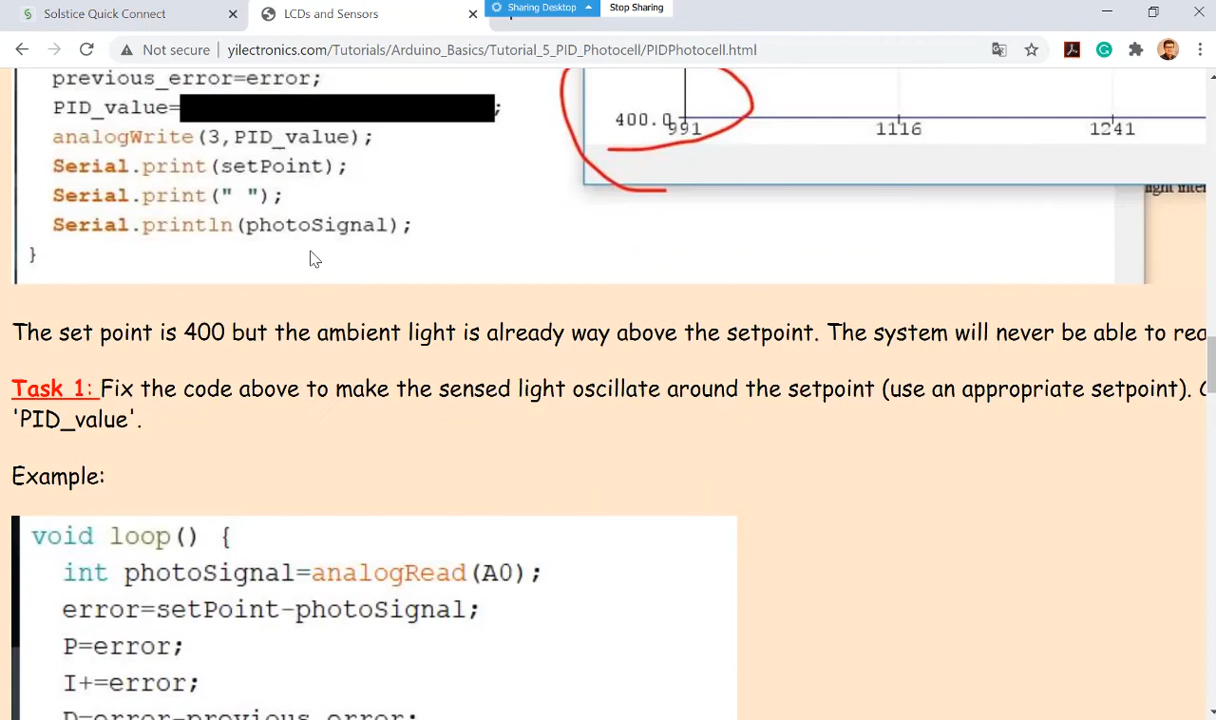 Solstice Quick Connect
LCDs and Sensors
Sharing Desktop
Stop Sharing
Not secure
yilectronics.com/Tutorials/Arduino_Basics/Tutorial_5_PID_Photocell/PIDPhotocell.html
previous_error=error;
PID_value= ;
analogWrite(3,PID_value);
Serial.print(setPoint);
Serial.print(" ");
Serial.println(photoSignal);
}
400.0
991 1116 1241
light inter
The set point is 400 but the ambient light is already way above the setpoint. The system will never be able to rea
Task 1: Fix the code above to make the sensed light oscillate around the setpoint (use an appropriate setpoint).
'PID_value'.
Example:
void loop() {
int photoSignal=analogRead(A0);
error=setPoint-photoSignal;
P=error;
I+=error;
D=error-previous_error;